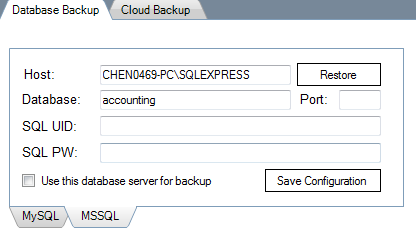 Database Backup Cloud Backup
Host: CHEN0469-PC\SQLEXPRESS Restore
Database: accounting Port:
SQL UID:
SQL PW:
Use this database server for backup Save Configuration
MySQL MSSQL